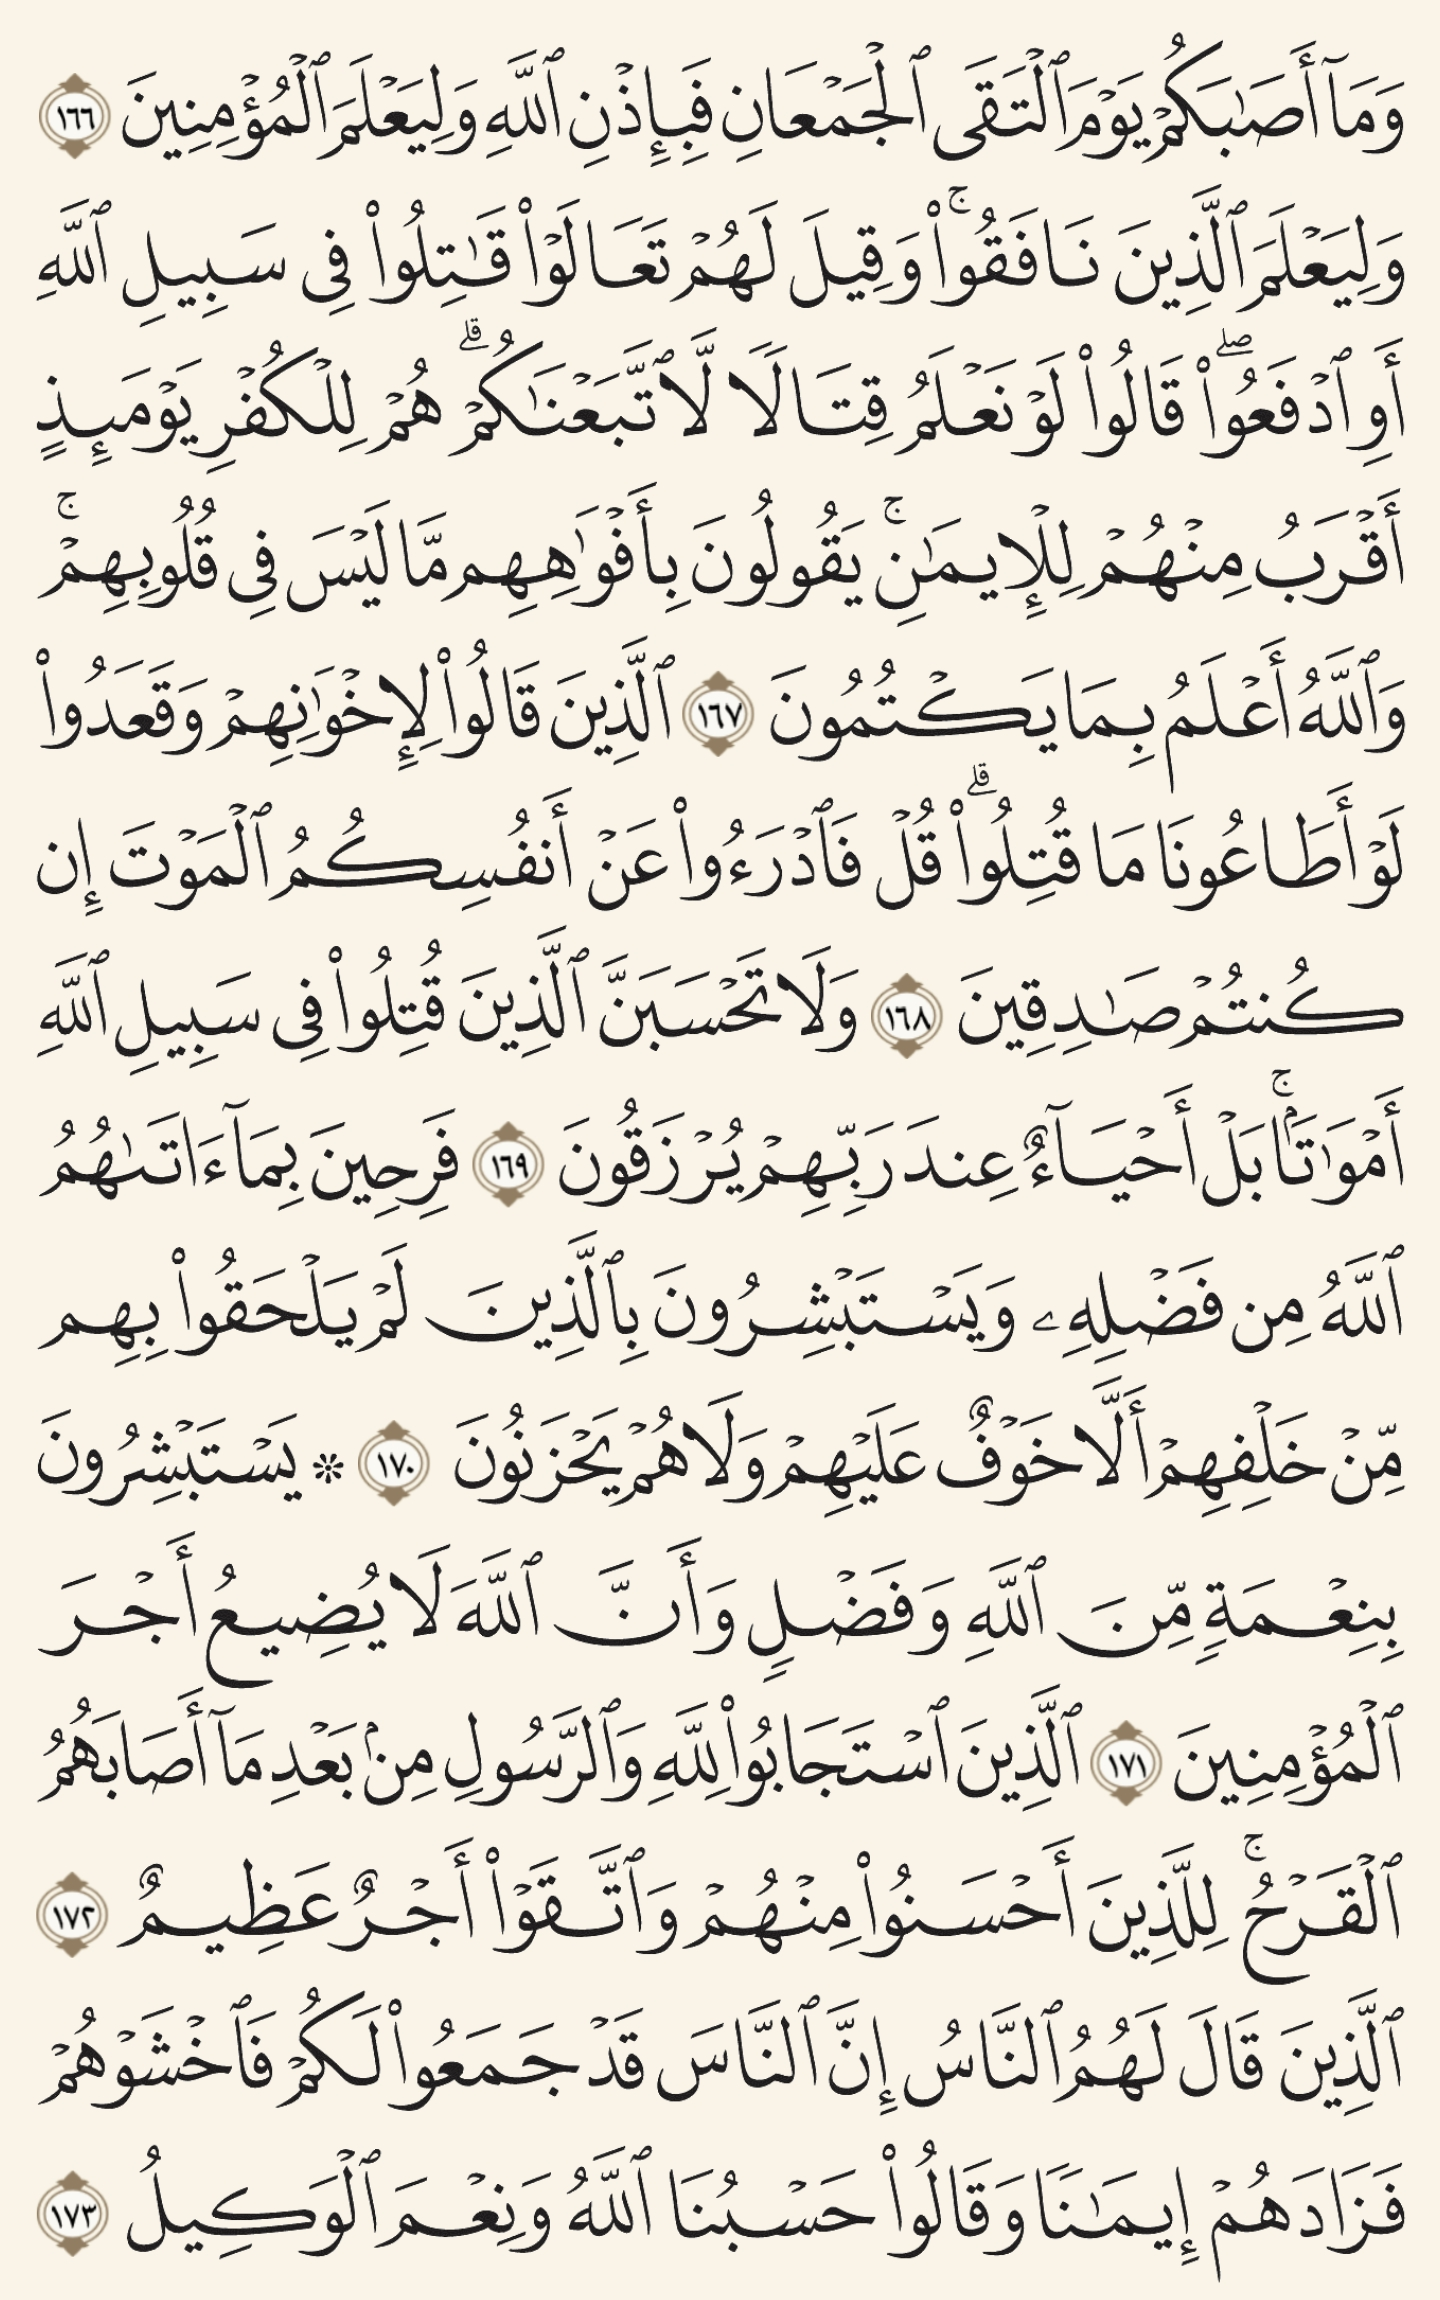 وَمَآ أَصَٰبَكُمۡ يَوۡمَ ٱلۡتَقَى ٱلۡجَمۡعَانِ فَبِإِذۡنِ ٱللَّهِ وَلِيَعۡلَمَ ٱلۡمُؤۡمِنِينَ ١٦٦
وَلِيَعۡلَمَ ٱلَّذِينَ نَافَقُواْۚ وَقِيلَ لَهُمۡ تَعَالَوۡاْ قَٰتِلُواْ فِي سَبِيلِ ٱللَّهِ
أَوِ ٱدۡفَعُواْۖ قَالُواْ لَوۡ نَعۡلَمُ قِتَالٗا لَّٱتَّبَعۡنَٰكُمۡۗ هُمۡ لِلۡكُفۡرِ يَوۡمَئِذٍ
أَقۡرَبُ مِنۡهُمۡ لِلۡإِيمَٰنِۚ يَقُولُونَ بِأَفۡوَٰهِهِم مَّا لَيۡسَ فِي قُلُوبِهِمۡۚ
وَٱللَّهُ أَعۡلَمُ بِمَا يَكۡتُمُونَ ١٦٧ ٱلَّذِينَ قَالُواْ لِإِخۡوَٰنِهِمۡ وَقَعَدُواْ
لَوۡ أَطَاعُونَا مَا قُتِلُواْۗ قُلۡ فَٱدۡرَءُواْ عَنۡ أَنفُسِكُمُ ٱلۡمَوۡتَ إِن
كُنتُمۡ صَٰدِقِينَ ١٦٨ وَلَا تَحۡسَبَنَّ ٱلَّذِينَ قُتِلُواْ فِي سَبِيلِ ٱللَّهِ
أَمۡوَٰتَۢاۚ بَلۡ أَحۡيَآءٌ عِندَ رَبِّهِمۡ يُرۡزَقُونَ ١٦٩ فَرِحِينَ بِمَآ ءَاتَىٰهُمُ
ٱللَّهُ مِن فَضۡلِهِۦ وَيَسۡتَبۡشِرُونَ بِٱلَّذِينَ لَمۡ يَلۡحَقُواْ بِهِم
مِّنۡ خَلۡفِهِمۡ أَلَّا خَوۡفٌ عَلَيۡهِمۡ وَلَا هُمۡ يَحۡزَنُونَ ١٧٠ ۞ يَسۡتَبۡشِرُونَ
بِنِعۡمَةٖ مِّنَ ٱللَّهِ وَفَضۡلٖ وَأَنَّ ٱللَّهَ لَا يُضِيعُ أَجۡرَ
ٱلۡمُؤۡمِنِينَ ١٧١ ٱلَّذِينَ ٱسۡتَجَابُواْ لِلَّهِ وَٱلرَّسُولِ مِنۢ بَعۡدِ مَآ أَصَابَهُمُ
ٱلۡقَرۡحُۚ لِلَّذِينَ أَحۡسَنُواْ مِنۡهُمۡ وَٱتَّقَوۡاْ أَجۡرٌ عَظِيمٌ ١٧٢
ٱلَّذِينَ قَالَ لَهُمُ ٱلنَّاسُ إِنَّ ٱلنَّاسَ قَدۡ جَمَعُواْ لَكُمۡ فَٱخۡشَوۡهُمۡ
فَزَادَهُمۡ إِيمَٰنٗا وَقَالُواْ حَسۡبُنَا ٱللَّهُ وَنِعۡمَ ٱلۡوَكِيلُ ١٧٣